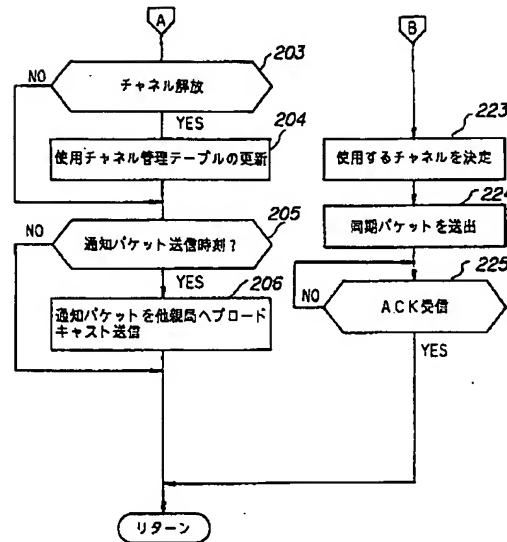 A
203
チャネル解放
NO
YES
204
使用チャネル管理テーブルの更新
205
通知パケット送信時刻?
NO
YES
206
通知パケットを他親局へブロード
キャスト送信
B
223
使用するチャネルを決定
224
同期パケットを送出
225
ACK受信
NO
YES
リターン